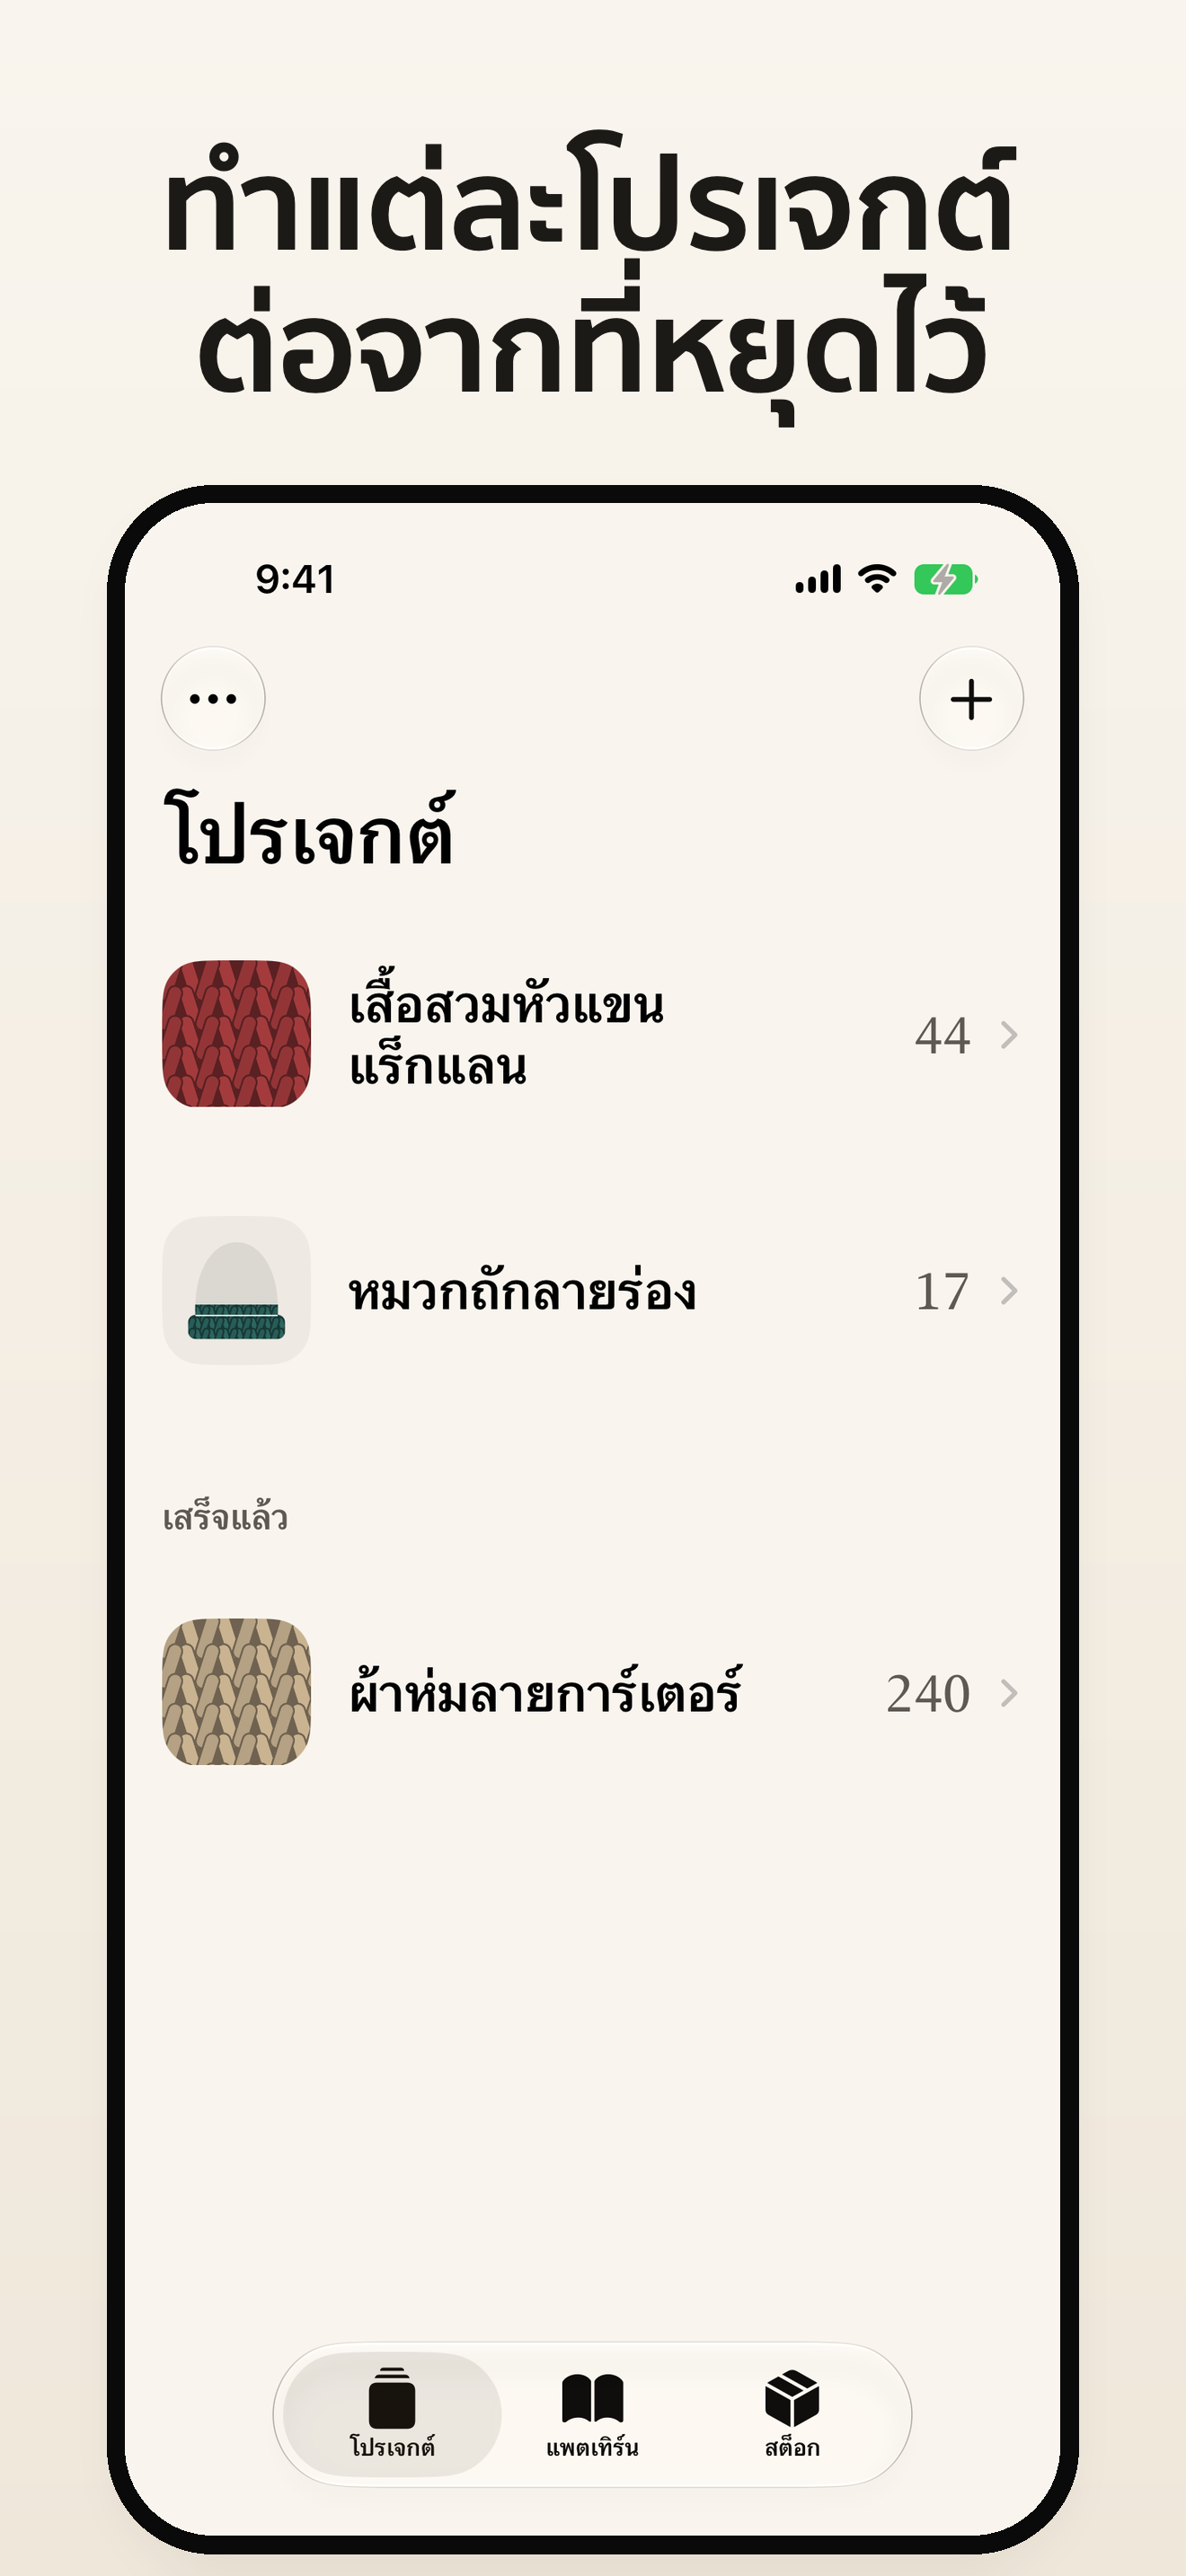 ทำแต่ละโปรเจกต์
ต่อจากที่หยุดไว้
9:41
โปรเจกต์
เสื้อสวมหัวแขน
แร็กแลน
44
หมวกถักลายร่อง
17
เสร็จแล้ว
ผ้าห่มลายการ์เตอร์
240
โปรเจกต์
แพตเทิร์น
สต็อก